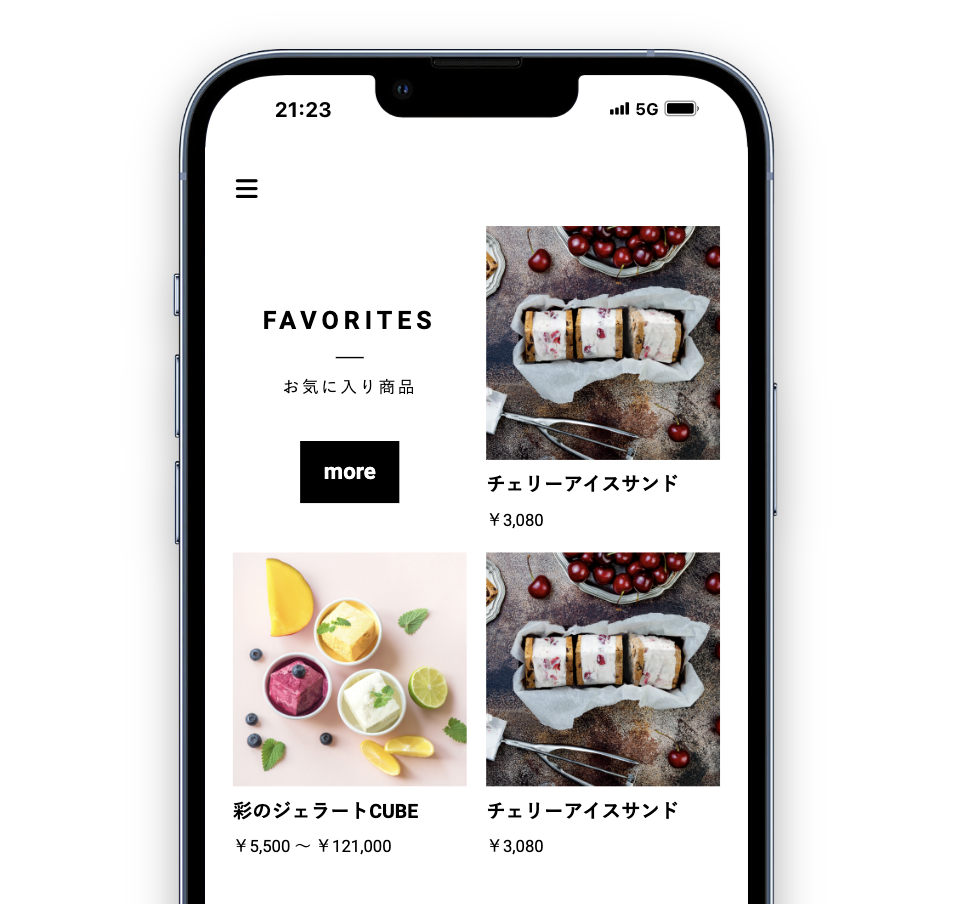 21:23
5G
FAVORITES
お気に入り商品
more
チェリーアイスサンド
￥3,080
彩のジェラートCUBE
￥5,500 〜 ￥121,000
チェリーアイスサンド
￥3,080